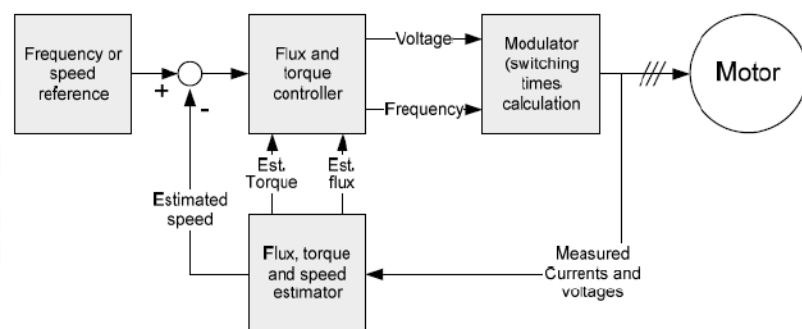 Frequency or
speed
reference
+
-
Flux and
torque
controller
Voltage
Frequency
Modulator
(switching
times
calculation
Motor
Est.
Torque
Est.
flux
Estimated
speed
Flux, torque
and speed
estimator
Measured
Currents and
voltages